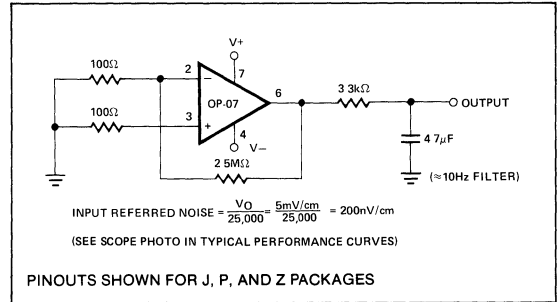 V+
100Ω
2
7
−
OP-07
6
3 3kΩ
OUTPUT
100Ω
3
+
4
V−
4 7μF
2 5MΩ
(≈10Hz FILTER)
INPUT REFERRED NOISE = VO/25,000 = 5mV/cm/25,000 = 200nV/cm
(SEE SCOPE PHOTO IN TYPICAL PERFORMANCE CURVES)
PINOUTS SHOWN FOR J, P, AND Z PACKAGES